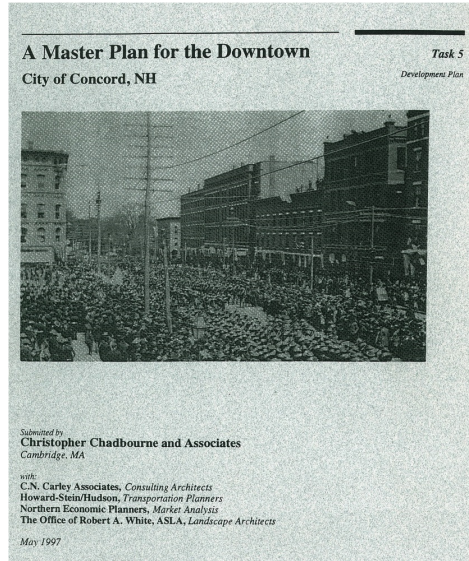 A Master Plan for the Downtown
Task 5
City of Concord, NH
Development Plan
Submitted by
Christopher Chadbourne and Associates
Cambridge, MA
with:
C.N. Carley Associates, Consulting Architects
Howard-Stein/Hudson, Transportation Planners
Northern Economic Planners, Market Analysis
The Office of Robert A. White, ASLA, Landscape Architects
May 1997